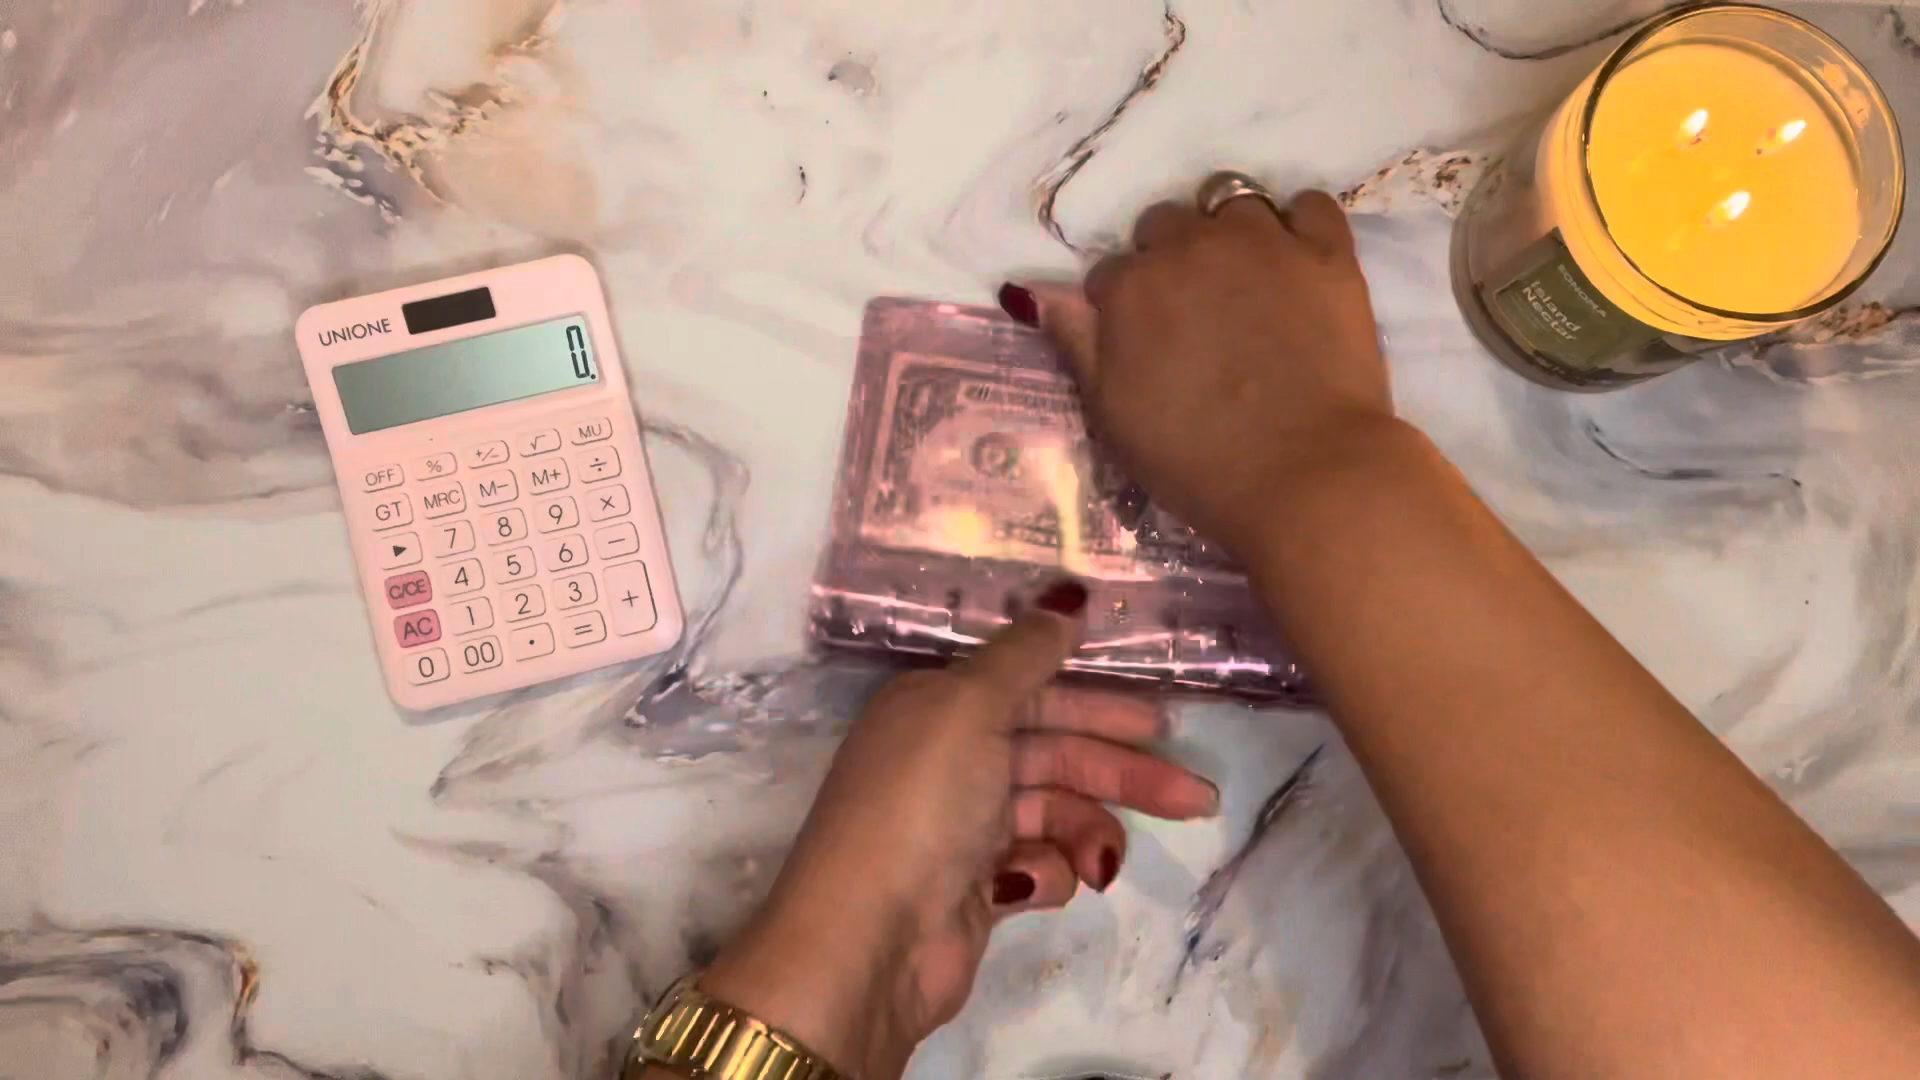 UNIONE
0.
OFF % +/- √ MU
GT MRC M- M+ ÷
▶ 7 8 9 ×
C/CE 4 5 6 −
AC 1 2 3 +
0 00 · =
SONOMA
Island
Nectar